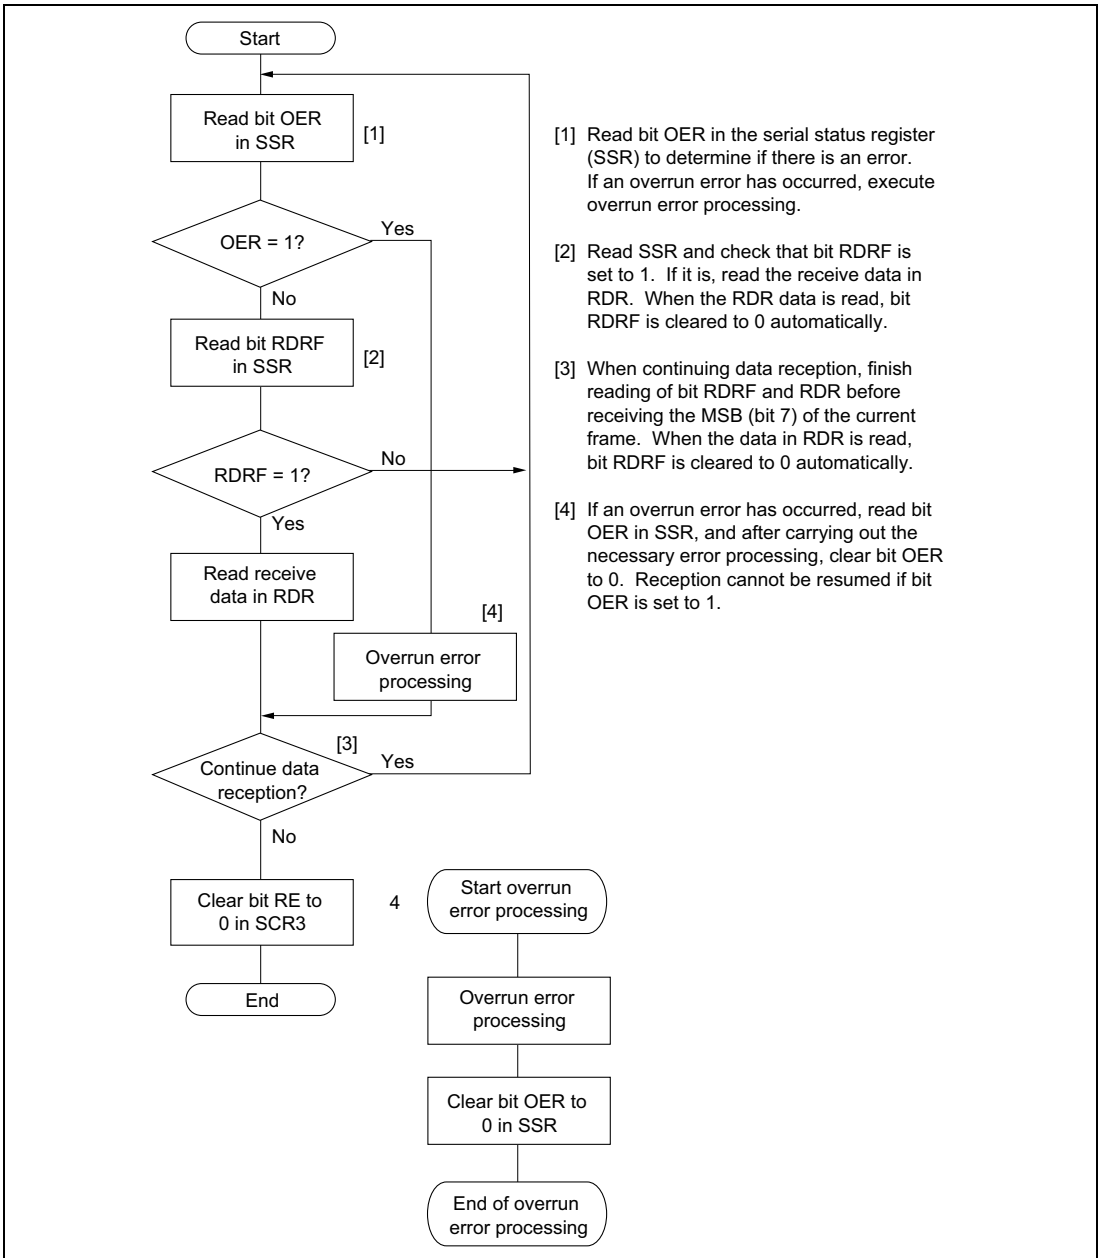 Start
Read bit OER
in SSR
[1]
OER = 1?
Yes
No
Read bit RDRF
in SSR
[2]
RDRF = 1?
No
Yes
Read receive
data in RDR
[4]
Overrun error
processing
[3]
Continue data
reception?
Yes
No
Clear bit RE to
0 in SCR3
End
4
Start overrun
error processing
Overrun error
processing
Clear bit OER to
0 in SSR
End of overrun
error processing
[1] Read bit OER in the serial status register
(SSR) to determine if there is an error.
If an overrun error has occurred, execute
overrun error processing.
[2] Read SSR and check that bit RDRF is
set to 1. If it is, read the receive data in
RDR. When the RDR data is read, bit
RDRF is cleared to 0 automatically.
[3] When continuing data reception, finish
reading of bit RDRF and RDR before
receiving the MSB (bit 7) of the current
frame. When the data in RDR is read,
bit RDRF is cleared to 0 automatically.
[4] If an overrun error has occurred, read bit
OER in SSR, and after carrying out the
necessary error processing, clear bit OER
to 0. Reception cannot be resumed if bit
OER is set to 1.